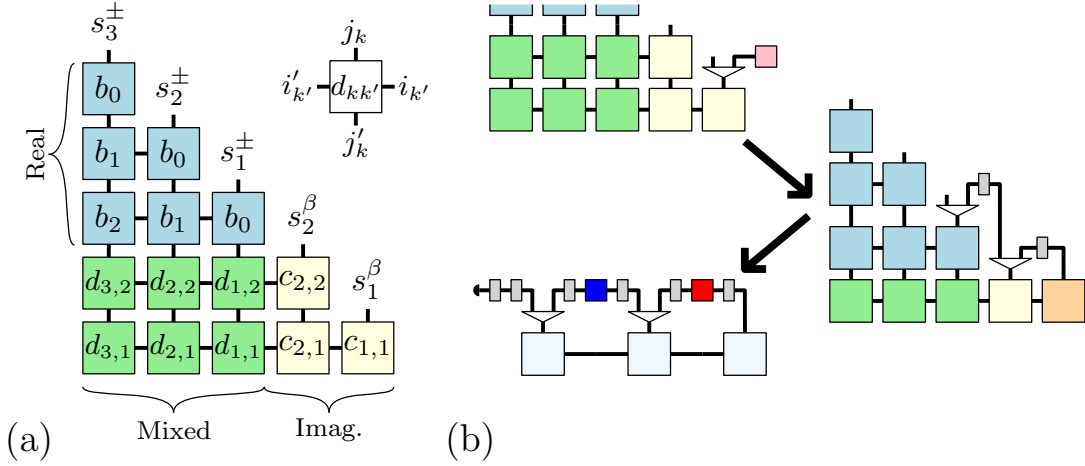 s_3^± j_k
b_0 s_2^± i'_{k'} d_{kk'} i_{k'}
Real b_1 b_0 s_1^± j'_k
b_2 b_1 b_0 s_2^β
d_{3,2} d_{2,2} d_{1,2} c_{2,2} s_1^β
d_{3,1} d_{2,1} d_{1,1} c_{2,1} c_{1,1}
(a) Mixed Imag. (b)